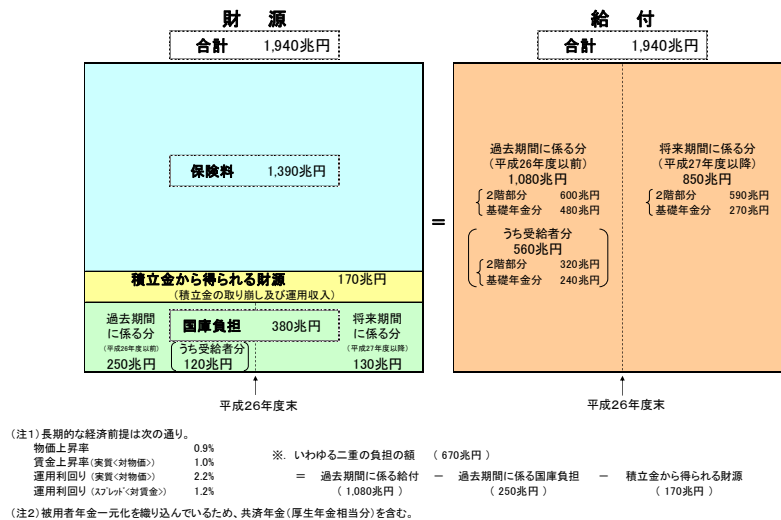 財　源
合計　1,940兆円
保険料　1,390兆円
積立金から得られる財源　170兆円
(積立金の取り崩し及び運用収入)
国庫負担　380兆円
過去期間
に係る分
(平成26年度以前)
250兆円
うち受給者分
120兆円
将来期間
に係る分
(平成27年度以降)
130兆円
平成26年度末
=
給　付
合計　1,940兆円
過去期間に係る分
(平成26年度以前)
1,080兆円
2階部分　600兆円
基礎年金分　480兆円
うち受給者分
560兆円
2階部分　320兆円
基礎年金分　240兆円
将来期間に係る分
(平成27年度以降)
850兆円
2階部分　590兆円
基礎年金分　270兆円
平成26年度末
(注1)長期的な経済前提は次の通り。
物価上昇率　0.9%
賃金上昇率(実質<対物価>)　1.0%
運用利回り(実質<対物価>)　2.2%
運用利回り(スプレッド<対賃金>)　1.2%
※. いわゆる二重の負担の額　( 670兆円 )
=　過去期間に係る給付　−　過去期間に係る国庫負担　−　積立金から得られる財源
( 1,080兆円 )　( 250兆円 )　( 170兆円 )
(注2)被用者年金一元化を織り込んでいるため、共済年金(厚生年金相当分)を含む。